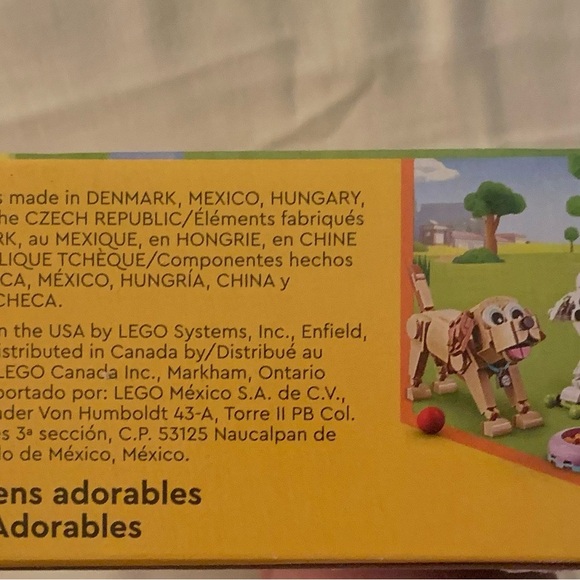 made in DENMARK, MEXICO, HUNGARY,
he CZECH REPUBLIC/Éléments fabriqués
RK, au MEXIQUE, en HONGRIE, en CHINE
LIQUE TCHÈQUE/Componentes hechos
CA, MÉXICO, HUNGRÍA, CHINA y
CHECA.
n the USA by LEGO Systems, Inc., Enfield,
istributed in Canada by/Distribué au
LEGO Canada Inc., Markham, Ontario
portado por: LEGO México S.A. de C.V.,
nder Von Humboldt 43-A, Torre II PB Col.
es 3ª sección, C.P. 53125 Naucalpan de
do de México, México.
ens adorables
Adorables